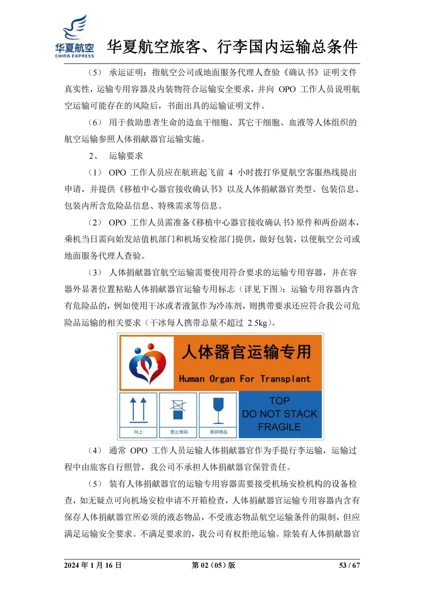 华夏航空
CHINA EXPRESS
华夏航空旅客、行李国内运输总条件
（5） 承运证明：指航空公司或地面服务代理人查验《确认书》证明文件
真实性，运输专用容器及内装物符合运输安全要求，并向 OPO 工作人员说明航
空运输可能存在的风险后，书面出具的运输证明文件。
（6） 用于救助患者生命的造血干细胞、其它干细胞、血液等人体组织的
航空运输参照人体捐献器官运输实施。
2、 运输要求
（1） OPO 工作人员应在航班起飞前 4 小时拨打华夏航空客服热线提出
申请，并提供《移植中心器官接收确认书》以及人体捐献器官类型、包装信息、
包装内所含危险品信息、特殊需求等信息。
（2） OPO 工作人员需准备《移植中心器官接收确认书》原件和两份副本，
乘机当日需向始发站值机部门和机场安检部门提供，做好包装，以便航空公司或
地面服务代理人查验。
（3） 人体捐献器官航空运输需要使用符合要求的运输专用容器，并在容
器外显著位置粘贴人体捐献器官运输专用标志（详见下图）；运输专用容器内含
有危险品的，例如使用干冰或者液氮作为冷冻剂，则携带要求还应符合我公司危
险品运输的相关要求（干冰每人携带总量不超过 2.5kg）。
人体器官运输专用
Human Organ For Transplant
向上
禁止堆码
易碎物品
TOP
DO NOT STACK
FRAGILE
（4） 通常 OPO 工作人员运输人体捐献器官作为手提行李运输，运输过
程中由旅客自行照管，我公司不承担人体捐献器官保管责任。
（5） 装有人体捐献器官的运输专用容器需要接受机场安检机构的设备检
查，如无疑点可向机场安检申请不开箱检查，人体捐献器官运输专用容器内含有
保存人体捐献器官所必须的液态物品，不受液态物品航空运输条件的限制，但应
满足运输安全要求。不满足要求的，我公司有权拒绝运输。除装有人体捐献器官
2024 年 1 月 16 日
第 02（05）版
53 / 67